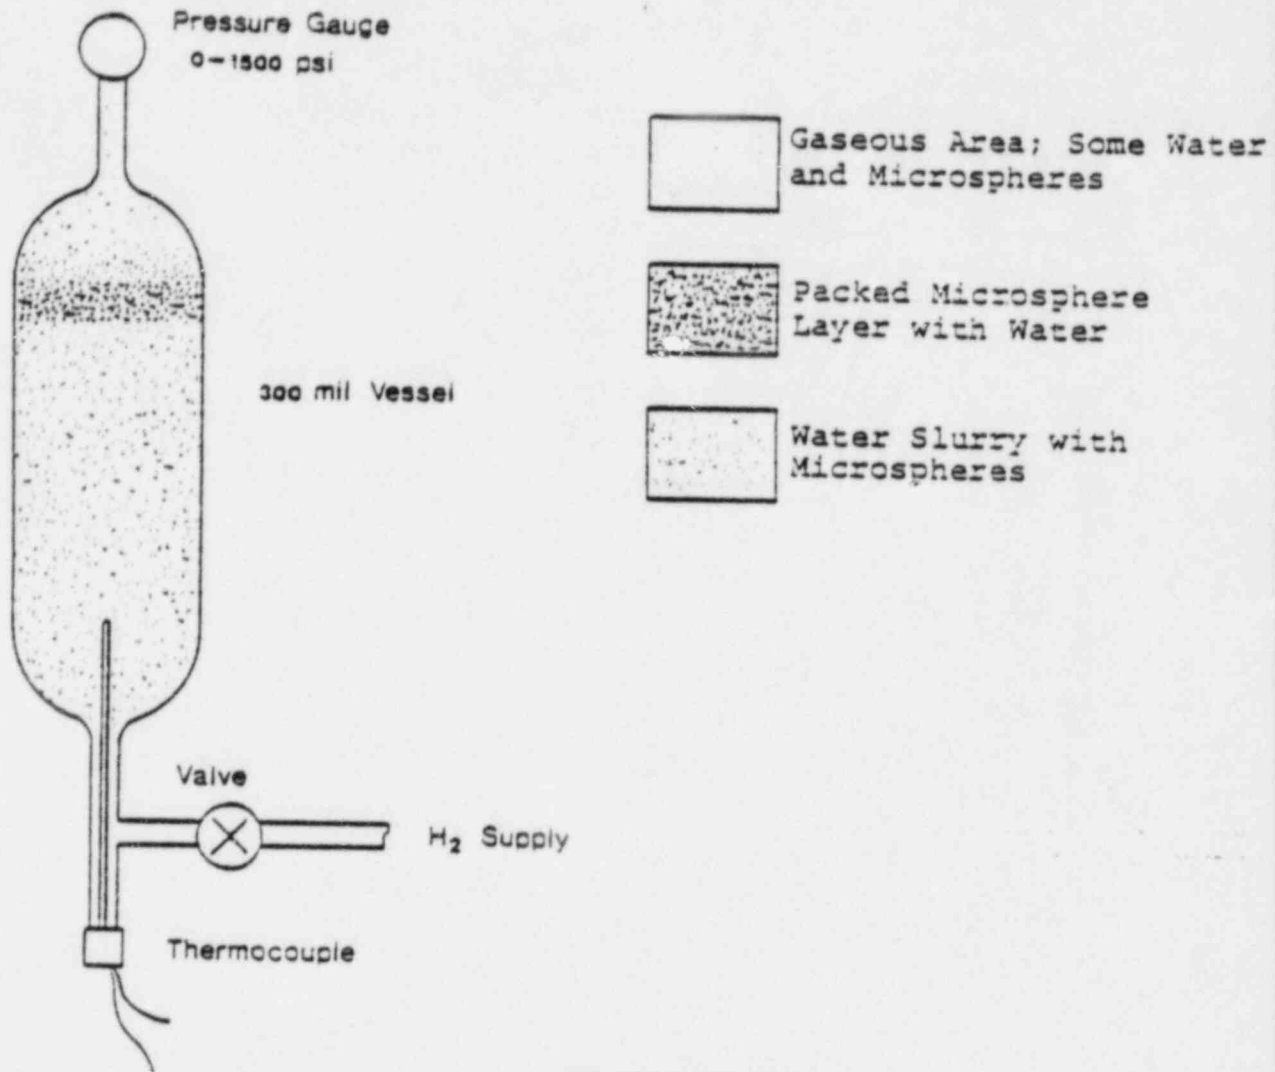 Pressure Gauge
0-1500 psi
Gaseous Area; Some Water
and Microspheres
Packed Microsphere
Layer with Water
300 mil Vessel
Water Slurry with
Microspheres
Valve
H₂ Supply
Thermocouple